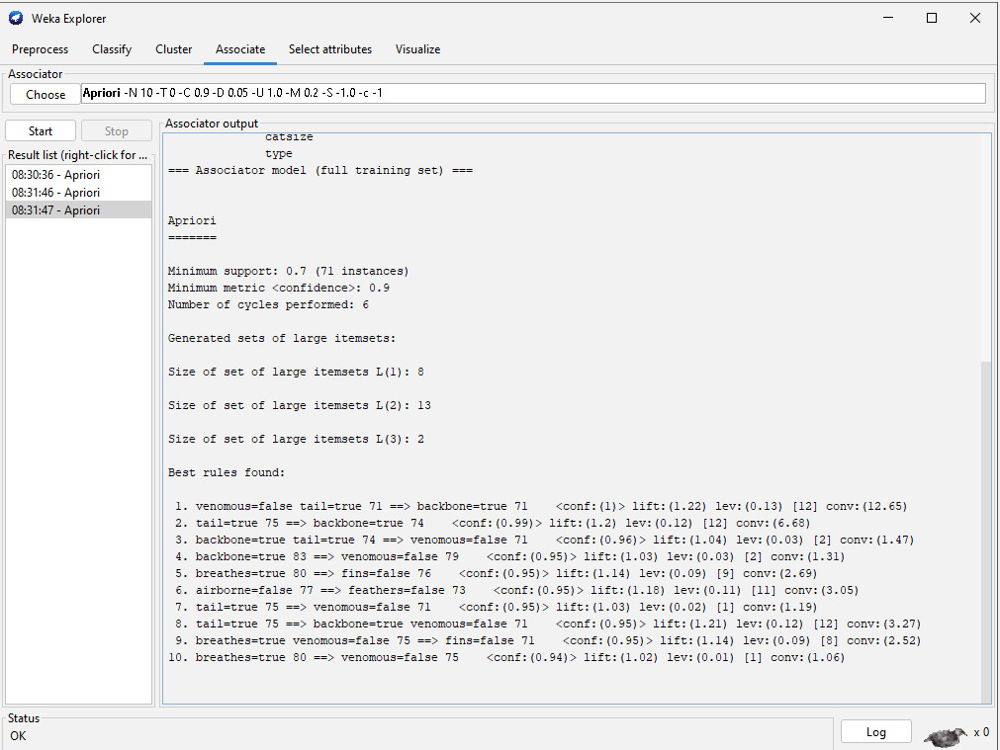 Weka Explorer
Preprocess Classify Cluster Associate Select attributes Visualize
Associator
Choose Apriori -N 10 -T 0 -C 0.9 -D 0.05 -U 1.0 -M 0.2 -S -1.0 -c -1
Start Stop
Result list (right-click for ...
08:30:36 - Apriori
08:31:46 - Apriori
08:31:47 - Apriori
Associator output
catsize
type
=== Associator model (full training set) ===
Apriori
=======
Minimum support: 0.7 (71 instances)
Minimum metric <confidence>: 0.9
Number of cycles performed: 6
Generated sets of large itemsets:
Size of set of large itemsets L(1): 8
Size of set of large itemsets L(2): 13
Size of set of large itemsets L(3): 2
Best rules found:
1. venomous=false tail=true 71 ==> backbone=true 71 <conf:(1)> lift:(1.22) lev:(0.13) [12] conv:(12.65)
2. tail=true 75 ==> backbone=true 74 <conf:(0.99)> lift:(1.2) lev:(0.12) [12] conv:(6.68)
3. backbone=true tail=true 74 ==> venomous=false 71 <conf:(0.96)> lift:(1.04) lev:(0.03) [2] conv:(1.47)
4. backbone=true 83 ==> venomous=false 79 <conf:(0.95)> lift:(1.03) lev:(0.03) [2] conv:(1.31)
5. breathes=true 80 ==> fins=false 76 <conf:(0.95)> lift:(1.14) lev:(0.09) [9] conv:(2.69)
6. airborne=false 77 ==> feathers=false 73 <conf:(0.95)> lift:(1.18) lev:(0.11) [11] conv:(3.05)
7. tail=true 75 ==> venomous=false 71 <conf:(0.95)> lift:(1.03) lev:(0.02) [1] conv:(1.19)
8. tail=true 75 ==> backbone=true venomous=false 71 <conf:(0.95)> lift:(1.21) lev:(0.12) [12] conv:(3.27)
9. breathes=true venomous=false 75 ==> fins=false 71 <conf:(0.95)> lift:(1.14) lev:(0.09) [8] conv:(2.52)
10. breathes=true 80 ==> venomous=false 75 <conf:(0.94)> lift:(1.02) lev:(0.01) [1] conv:(1.06)
Status
OK
Log
x 0